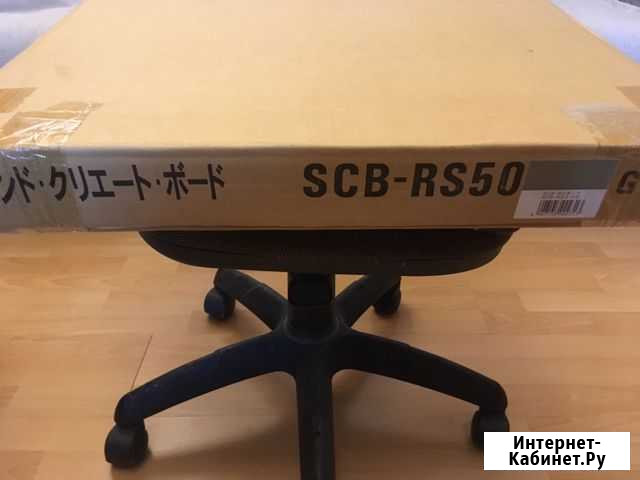 ンド・クリエート・ボード SCB-RS50 G
Интернет-
Кабинет.Ру